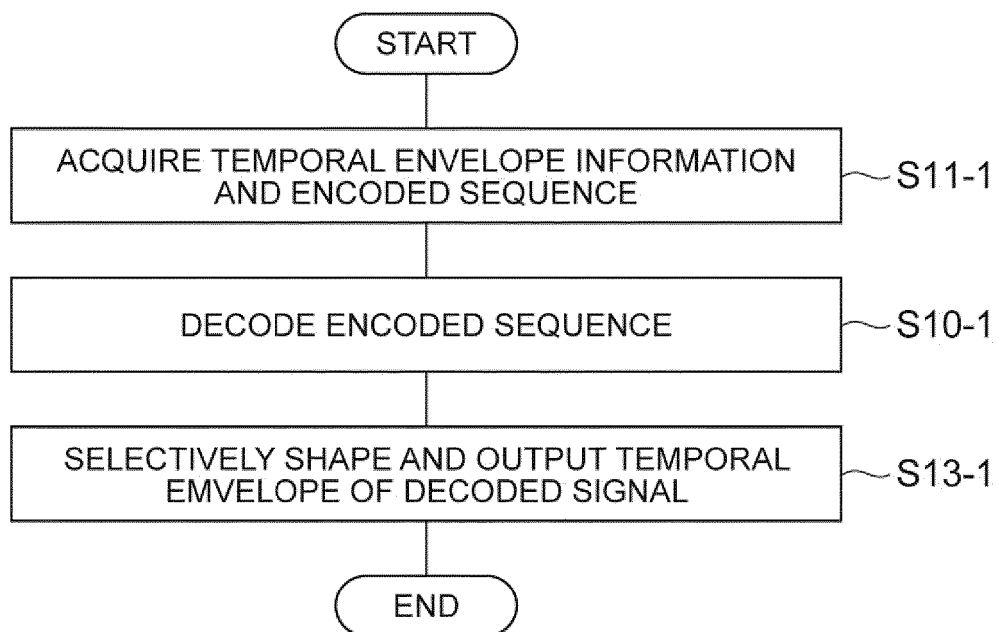 START
ACQUIRE TEMPORAL ENVELOPE INFORMATION
AND ENCODED SEQUENCE
S11-1
DECODE ENCODED SEQUENCE
S10-1
SELECTIVELY SHAPE AND OUTPUT TEMPORAL
EMVELOPE OF DECODED SIGNAL
S13-1
END